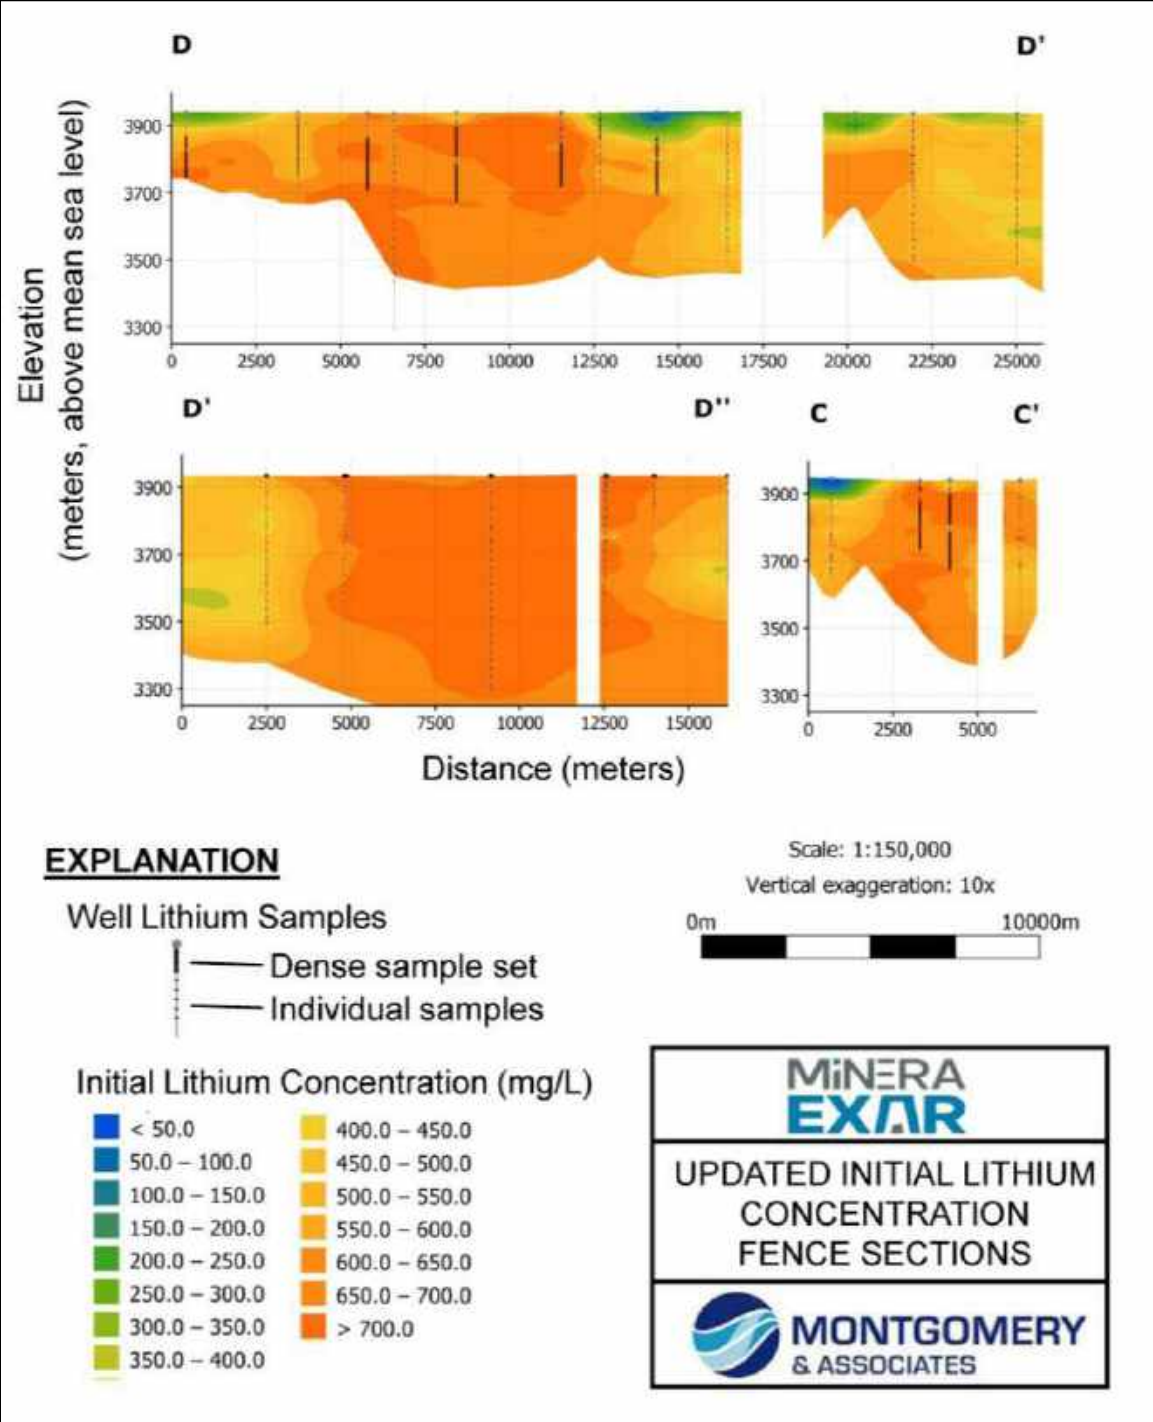 D D'
Elevation
(meters, above mean sea level)
3900
3700
3500
3300
0 2500 5000 7500 10000 12500 15000 17500 20000 22500 25000
D' D'' C C'
3900
3700
3500
3300
0 2500 5000 7500 10000 12500 15000
3900
3700
3500
3300
0 2500 5000
Distance (meters)
EXPLANATION
Well Lithium Samples
Dense sample set
Individual samples
Scale: 1:150,000
Vertical exaggeration: 10x
0m 10000m
Initial Lithium Concentration (mg/L)
< 50.0
50.0 – 100.0
100.0 – 150.0
150.0 – 200.0
200.0 – 250.0
250.0 – 300.0
300.0 – 350.0
350.0 – 400.0
400.0 – 450.0
450.0 – 500.0
500.0 – 550.0
550.0 – 600.0
600.0 – 650.0
650.0 – 700.0
> 700.0
MiNERA
EXAR
UPDATED INITIAL LITHIUM
CONCENTRATION
FENCE SECTIONS
MONTGOMERY
& ASSOCIATES